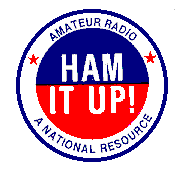 AMATEUR RADIO
HAM
IT UP!
A NATIONAL RESOURCE